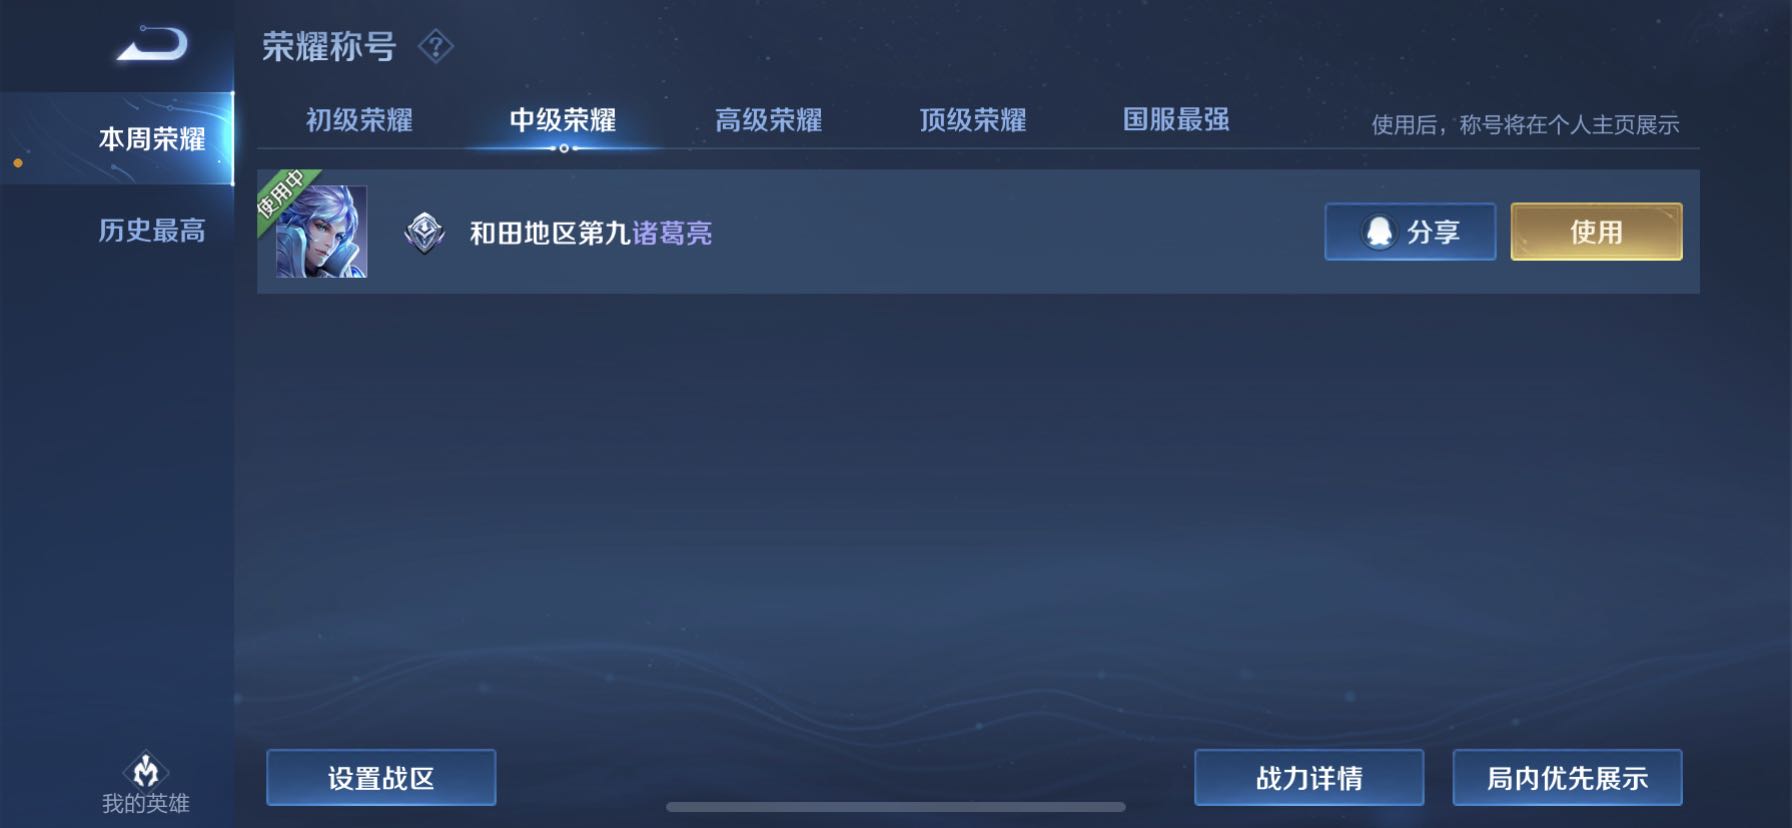 荣耀称号 ?
本周荣耀
历史最高
初级荣耀
中级荣耀
高级荣耀
顶级荣耀
国服最强
使用后，称号将在个人主页展示
使用中
和田地区第九诸葛亮
分享
使用
我的英雄
设置战区
战力详情
局内优先展示